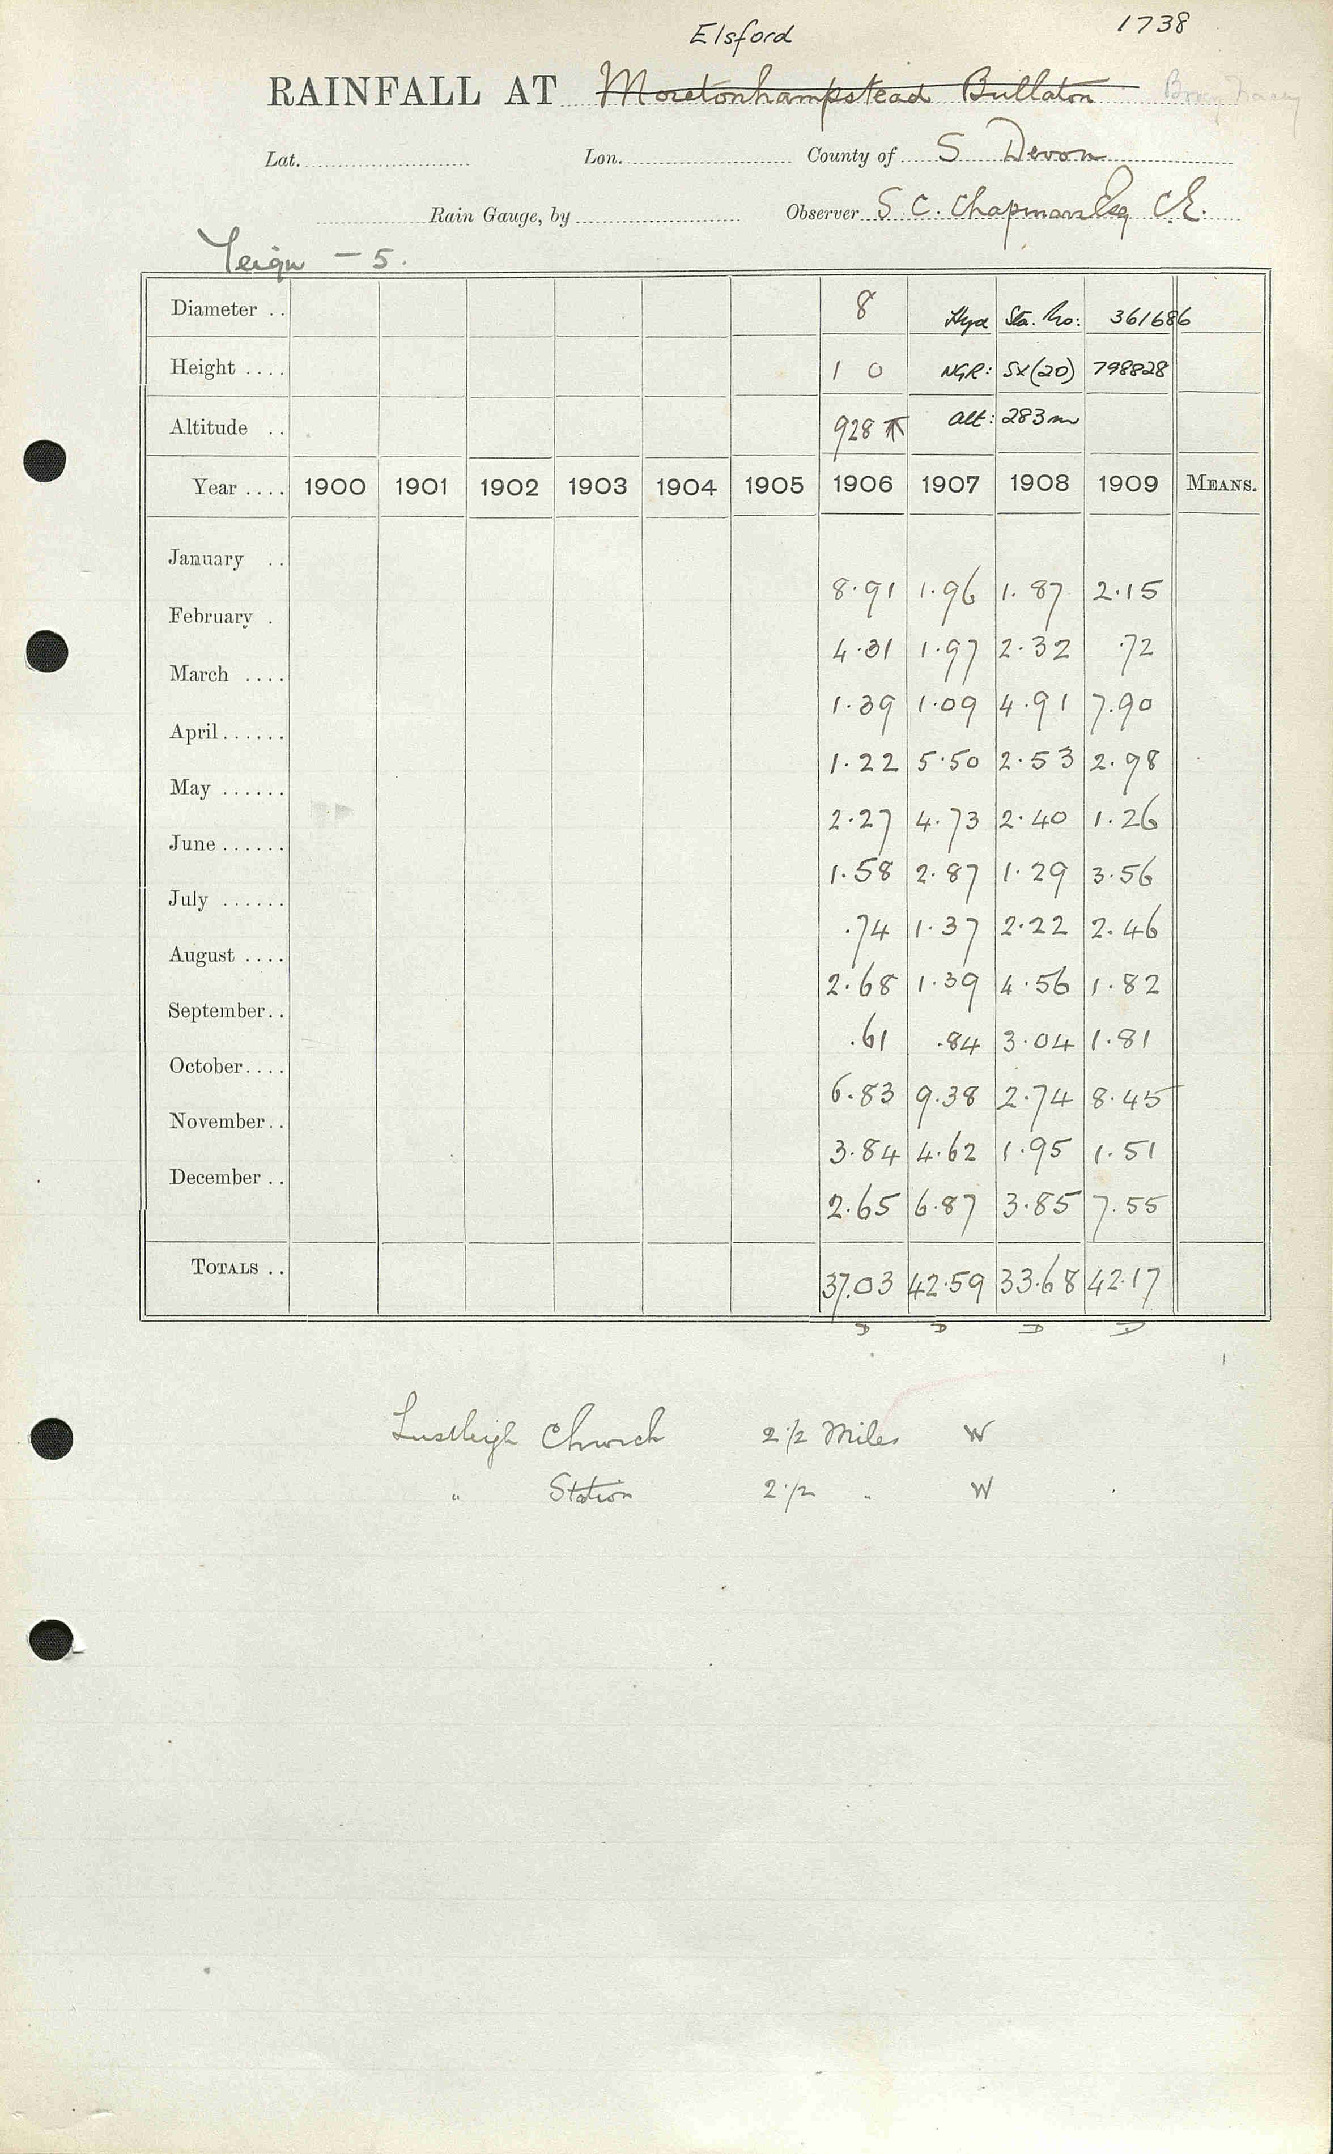 Elsford 1738
RAINFALL AT Moretonhampstead Bullaton
Lat. Lon. County of S Devon
Rain Gauge, by Observer S C. Chapman Esq C.E.
Teign - 5.
Diameter .. 8 Hyd Sta. No: 361686
Height .... 1 0 NGR: SX(20) 798828
Altitude .. 928 Alt: 283m
Year .... 1900 1901 1902 1903 1904 1905 1906 1907 1908 1909 MEANS.
January .. 8.91 1.96 1.87 2.15
February . 4.31 1.97 2.32 .72
March .... 1.39 1.09 4.91 7.90
April...... 1.22 5.50 2.53 2.98
May ...... 2.27 4.73 2.40 1.26
June...... 1.58 2.87 1.29 3.56
July ...... .74 1.37 2.22 2.46
August .... 2.68 1.39 4.56 1.82
September.. .61 .84 3.04 1.81
October.... 6.83 9.38 2.74 8.45
November.. 3.84 4.62 1.95 1.51
December .. 2.65 6.87 3.85 7.55
TOTALS .. 37.03 42.59 33.68 42.17
D D D D
Lustleigh Church 2 1/2 Miles W
" Station 2 1/2 " W